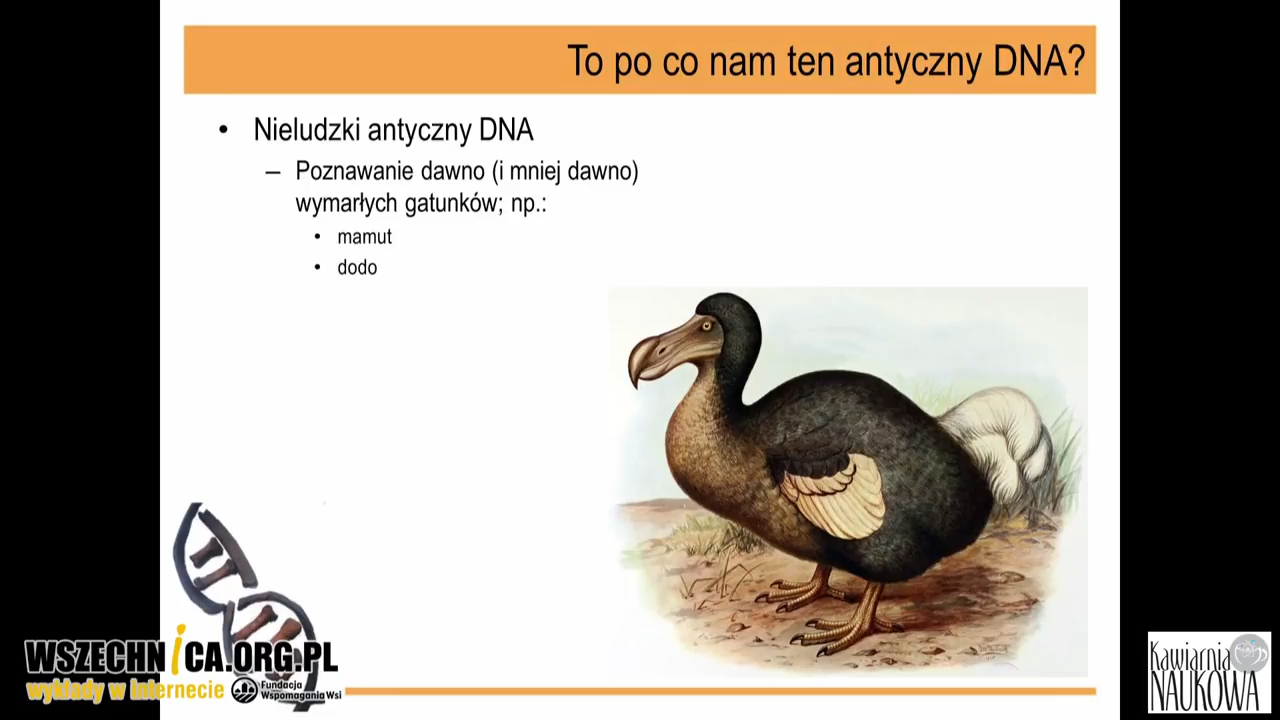 To po co nam ten antyczny DNA?
• Nieludzki antyczny DNA
– Poznawanie dawno (i mniej dawno)
wymarłych gatunków; np.:
• mamut
• dodo
WSZECHNiCA.ORG.PL
wykłady w internecie
Fundacja
Wspomagania Wsi
Kawiarnia
NAUKOWA